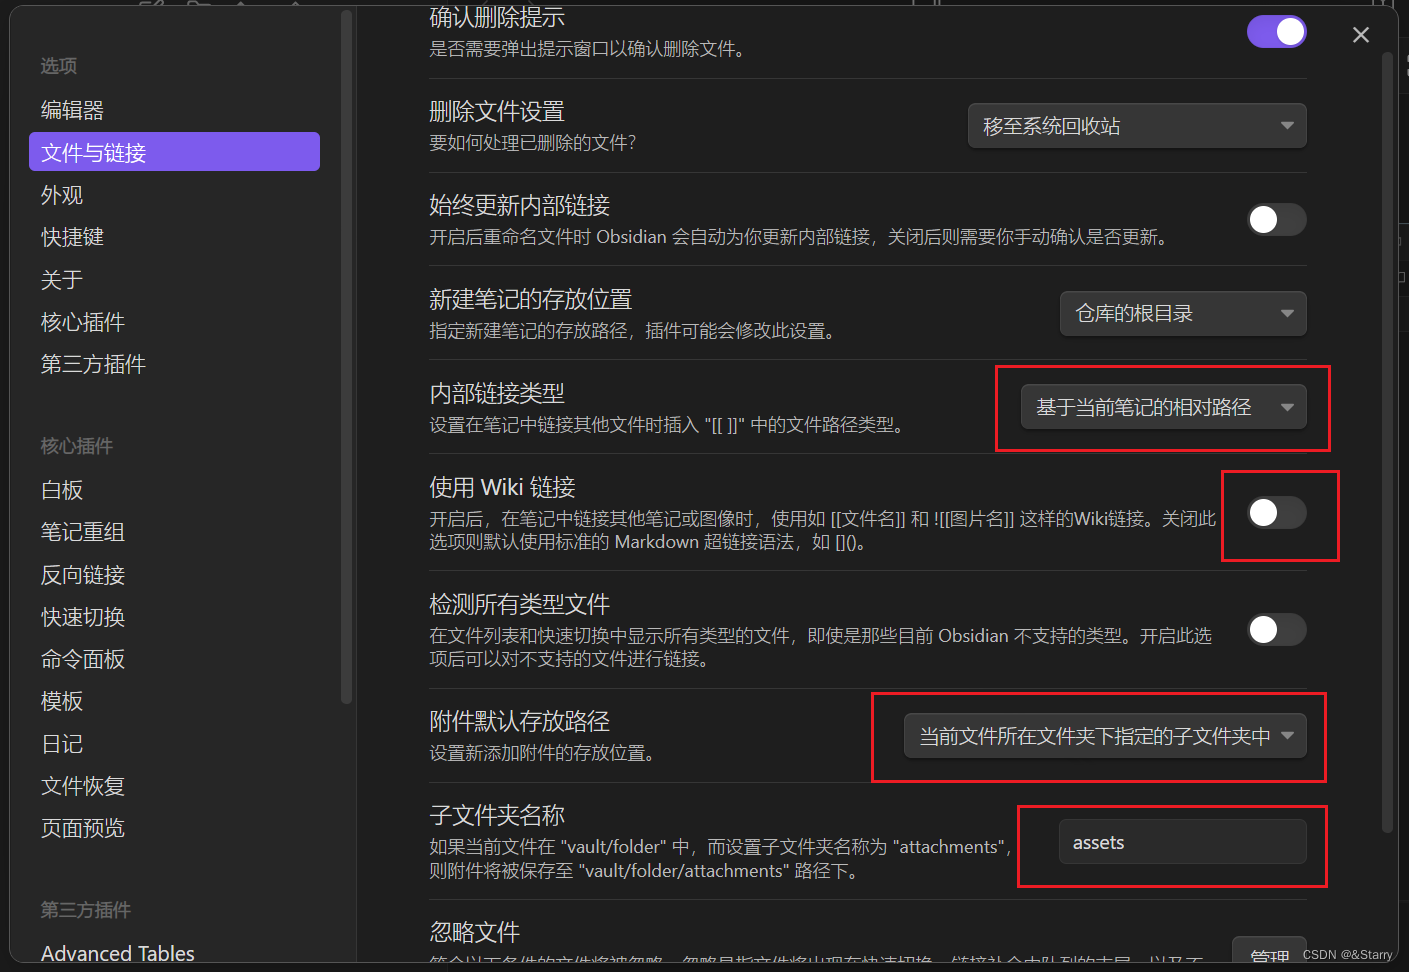 选项
编辑器
文件与链接
外观
快捷键
关于
核心插件
第三方插件
核心插件
白板
笔记重组
反向链接
快速切换
命令面板
模板
日记
文件恢复
页面预览
第三方插件
Advanced Tables
确认删除提示
是否需要弹出提示窗口以确认删除文件。
删除文件设置
要如何处理已删除的文件？
移至系统回收站
始终更新内部链接
开启后重命名文件时 Obsidian 会自动为你更新内部链接，关闭后则需要你手动确认是否更新。
新建笔记的存放位置
指定新建笔记的存放路径，插件可能会修改此设置。
仓库的根目录
内部链接类型
设置在笔记中链接其他文件时插入 "[[ ]]" 中的文件路径类型。
基于当前笔记的相对路径
使用 Wiki 链接
开启后，在笔记中链接其他笔记或图像时，使用如 [[文件名]] 和 ![[图片名]] 这样的Wiki链接。关闭此
选项则默认使用标准的 Markdown 超链接语法，如 []()。
检测所有类型文件
在文件列表和快速切换中显示所有类型的文件，即使是那些目前 Obsidian 不支持的类型。开启此选
项后可以对不支持的文件进行链接。
附件默认存放路径
设置新添加附件的存放位置。
当前文件所在文件夹下指定的子文件夹中
子文件夹名称
如果当前文件在 "vault/folder" 中，而设置子文件夹名称为 "attachments"，
则附件将被保存至 "vault/folder/attachments" 路径下。
assets
忽略文件
管理
CSDN @&Starry